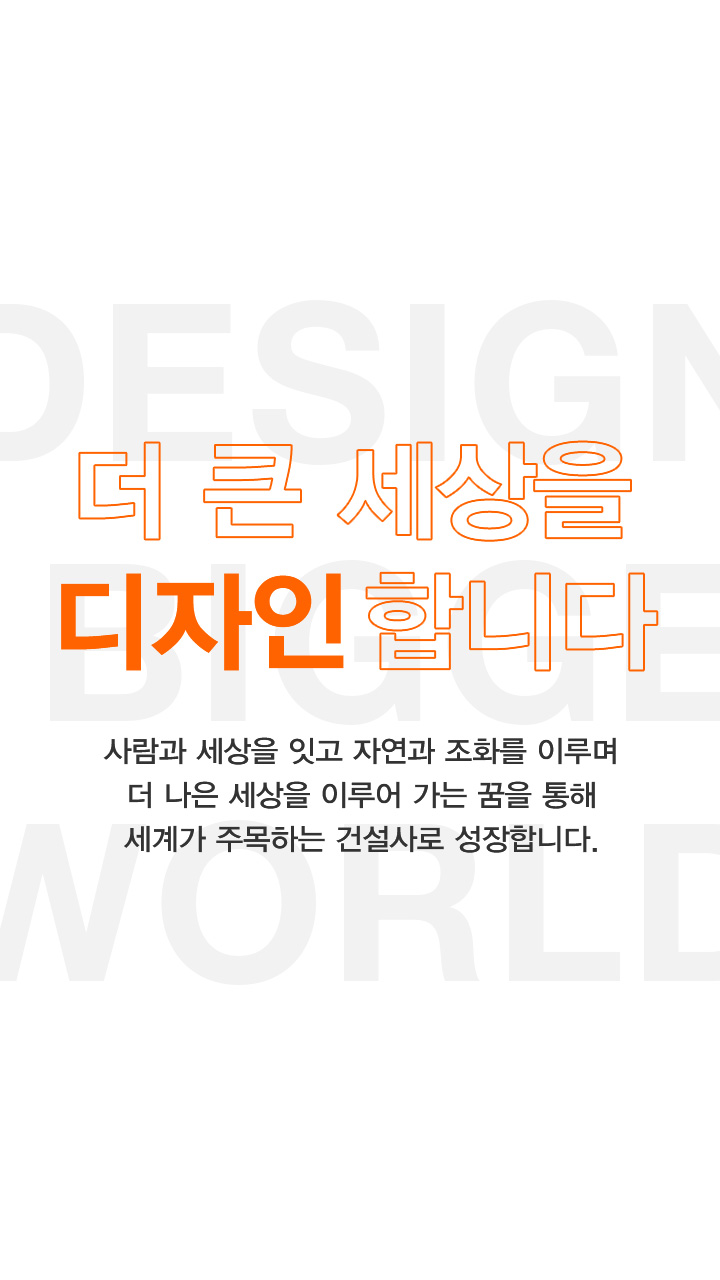 DESIGN
더 큰 세상을
BIGGE
디자인합니다
사람과 세상을 잇고 자연과 조화를 이루며
더 나은 세상을 이루어 가는 꿈을 통해
세계가 주목하는 건설사로 성장합니다.
WORLD